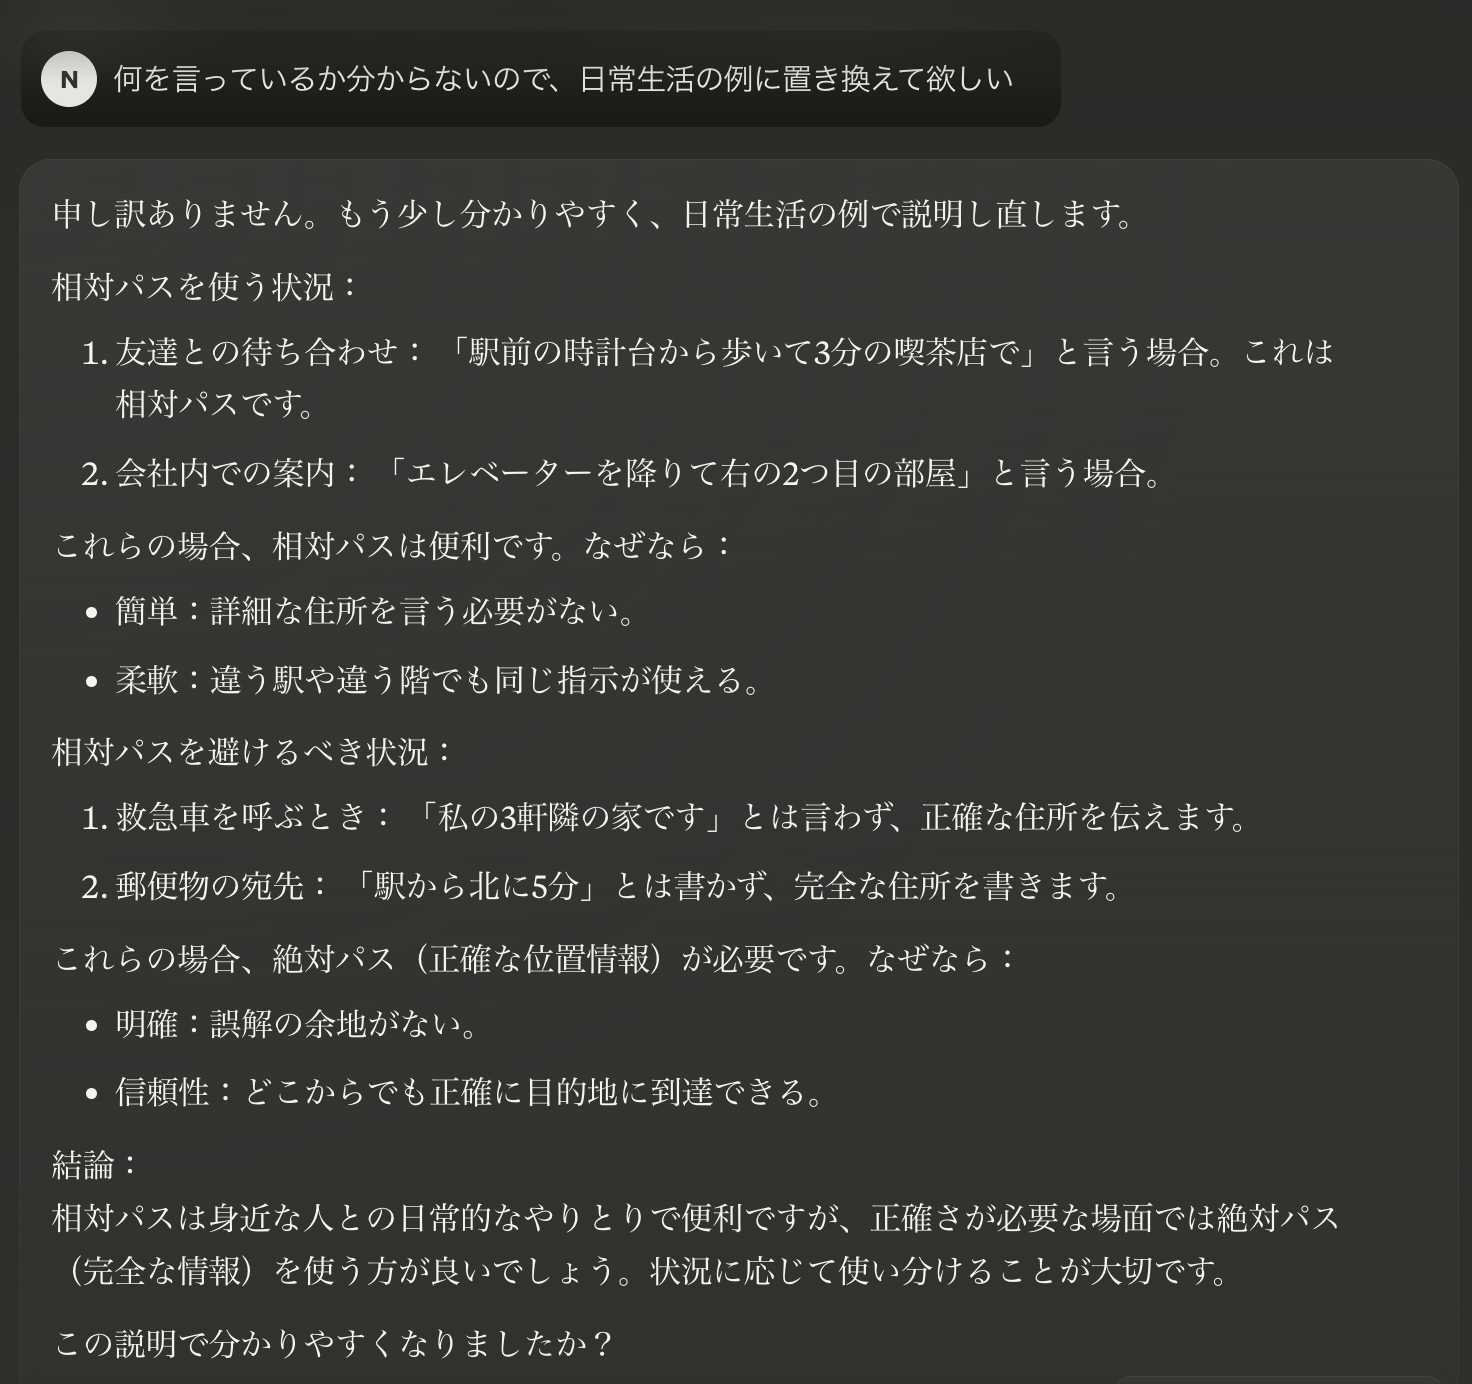 N 何を言っているか分からないので、日常生活の例に置き換えて欲しい
申し訳ありません。もう少し分かりやすく、日常生活の例で説明し直します。
相対パスを使う状況：
1. 友達との待ち合わせ： 「駅前の時計台から歩いて3分の喫茶店で」と言う場合。これは
相対パスです。
2. 会社内での案内： 「エレベーターを降りて右の2つ目の部屋」と言う場合。
これらの場合、相対パスは便利です。なぜなら：
• 簡単：詳細な住所を言う必要がない。
• 柔軟：違う駅や違う階でも同じ指示が使える。
相対パスを避けるべき状況：
1. 救急車を呼ぶとき： 「私の3軒隣の家です」とは言わず、正確な住所を伝えます。
2. 郵便物の宛先： 「駅から北に5分」とは書かず、完全な住所を書きます。
これらの場合、絶対パス（正確な位置情報）が必要です。なぜなら：
• 明確：誤解の余地がない。
• 信頼性：どこからでも正確に目的地に到達できる。
結論：
相対パスは身近な人との日常的なやりとりで便利ですが、正確さが必要な場面では絶対パス
（完全な情報）を使う方が良いでしょう。状況に応じて使い分けることが大切です。
この説明で分かりやすくなりましたか？